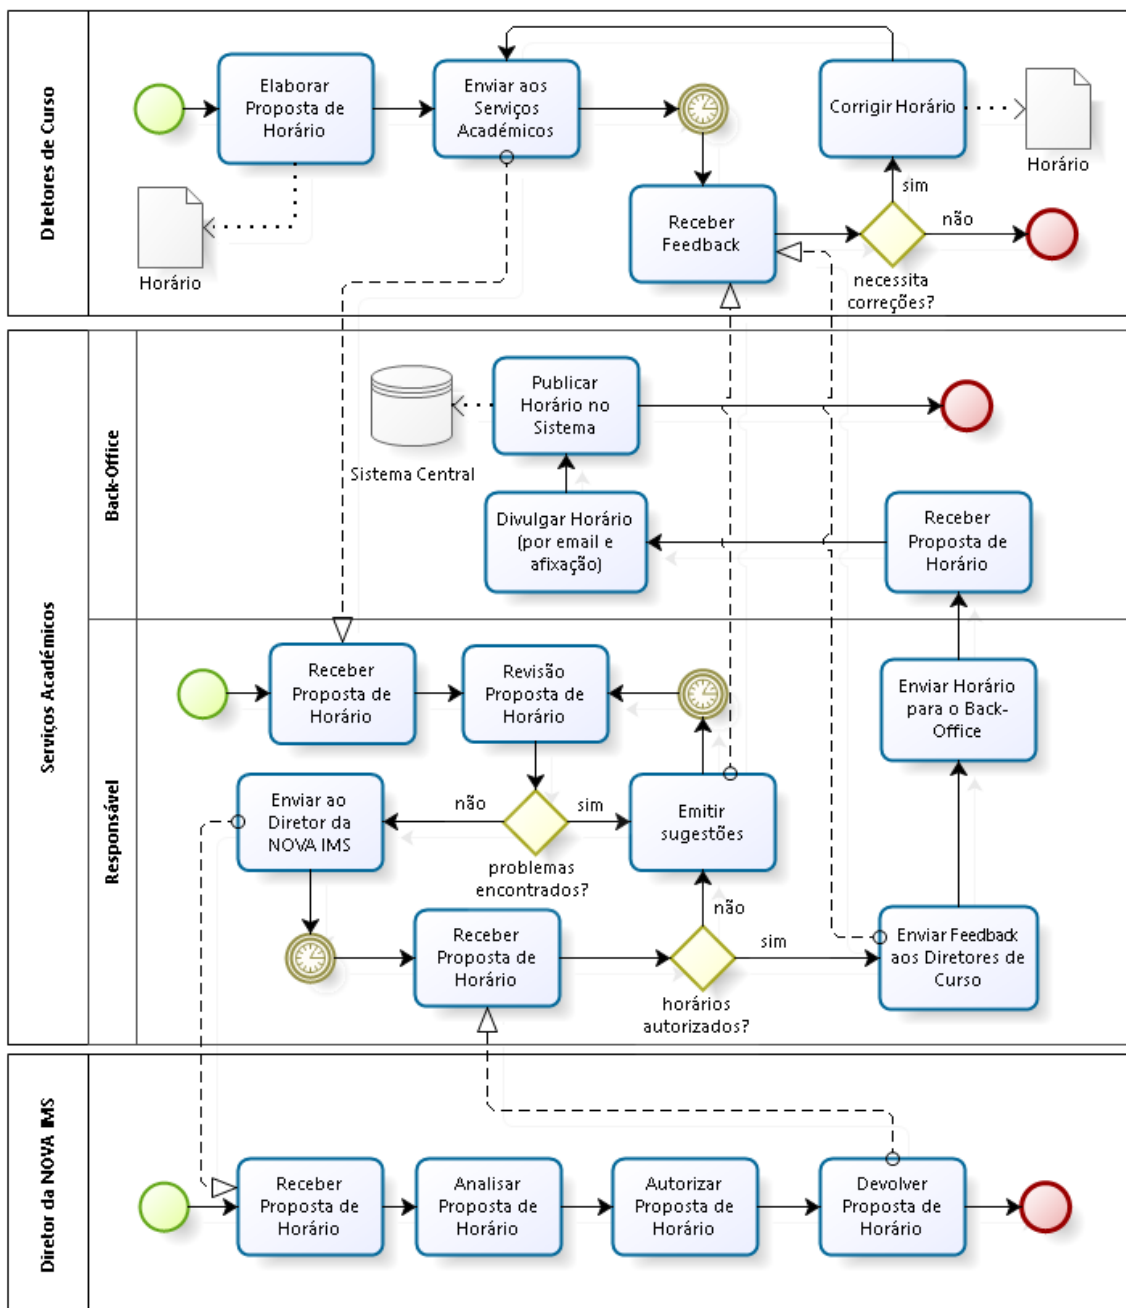 Diretores de Curso
Elaborar
Proposta de
Horário
Enviar aos
Serviços
Académicos
Corrigir Horário
Horário
Horário
Receber
Feedback
sim
não
necessita
correções?
Serviços Académicos
Back-Office
Publicar
Horário no
Sistema
Sistema Central
Divulgar Horário
(por email e
afixação)
Receber
Proposta de
Horário
Responsável
Receber
Proposta de
Horário
Revisão
Proposta de
Horário
Enviar Horário
para o Back-
Office
Enviar ao
Diretor da
NOVA IMS
não
sim
problemas
encontrados?
Emitir
sugestões
não
Receber
Proposta de
Horário
sim
horários
autorizados?
Enviar Feedback
aos Diretores de
Curso
Diretor da NOVA IMS
Receber
Proposta de
Horário
Analisar
Proposta de
Horário
Autorizar
Proposta de
Horário
Devolver
Proposta de
Horário